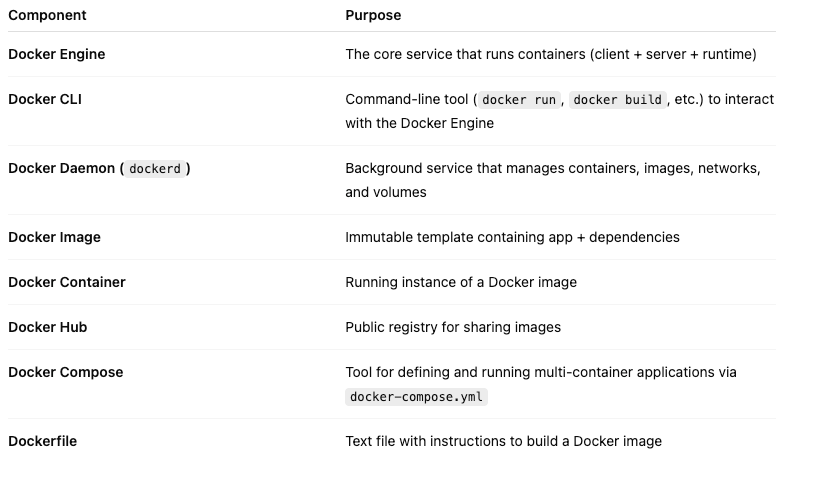 Component Purpose
Docker Engine The core service that runs containers (client + server + runtime)
Docker CLI Command-line tool ( docker run , docker build , etc.) to interact
with the Docker Engine
Docker Daemon ( dockerd ) Background service that manages containers, images, networks,
and volumes
Docker Image Immutable template containing app + dependencies
Docker Container Running instance of a Docker image
Docker Hub Public registry for sharing images
Docker Compose Tool for defining and running multi-container applications via
docker-compose.yml
Dockerfile Text file with instructions to build a Docker image